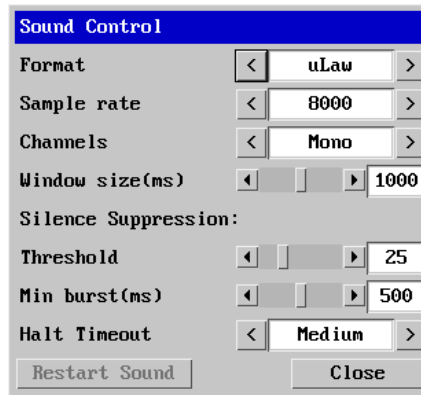 Sound Control
Format < uLaw >
Sample rate < 8000 >
Channels < Mono >
Window size(ms) 1000
Silence Suppression:
Threshold 25
Min burst(ms) 500
Halt Timeout < Medium >
Restart Sound Close